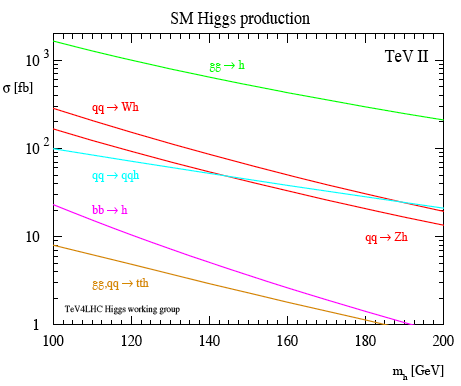 SM Higgs production
TeV II
σ [fb]
10³
10²
10
1
gg → h
qq → Wh
qq → qqh
bb → h
qq → Zh
gg,qq → tth
TeV4LHC Higgs working group
100 120 140 160 180 200
mₕ [GeV]